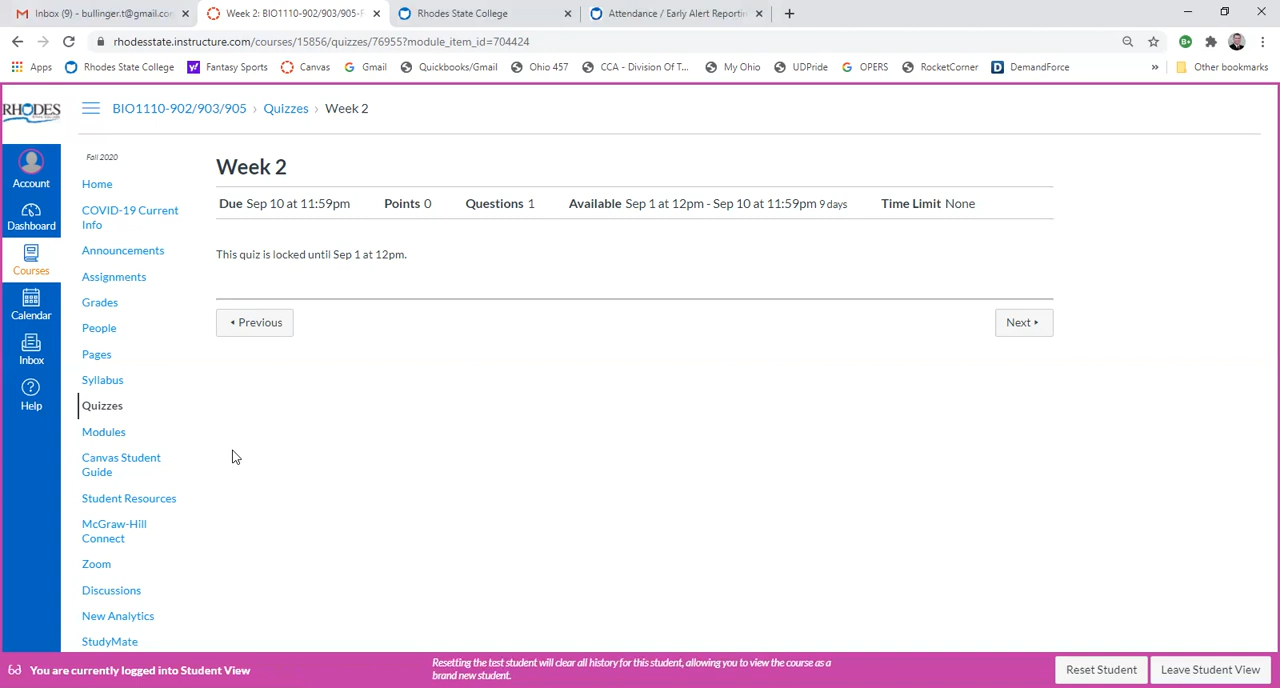 Inbox (9) - bullinger.t@gmail.co
Week 2: BIO1110-902/903/905-F
Rhodes State College
Attendance / Early Alert Reportin
rhodesstate.instructure.com/courses/15856/quizzes/76955?module_item_id=704424
Apps
Rhodes State College
Fantasy Sports
Canvas
Gmail
Quickbooks/Gmail
Ohio 457
CCA - Division Of T...
My Ohio
UDPride
OPERS
RocketCorner
DemandForce
»
Other bookmarks
RHODES
BIO1110-902/903/905 › Quizzes › Week 2
Account
Dashboard
Courses
Calendar
Inbox
Help
Fall 2020
Home
COVID-19 Current
Info
Announcements
Assignments
Grades
People
Pages
Syllabus
Quizzes
Modules
Canvas Student
Guide
Student Resources
McGraw-Hill
Connect
Zoom
Discussions
New Analytics
StudyMate
Week 2
Due Sep 10 at 11:59pm Points 0 Questions 1 Available Sep 1 at 12pm - Sep 10 at 11:59pm 9 days Time Limit None
This quiz is locked until Sep 1 at 12pm.
Previous
Next
You are currently logged into Student View
Resetting the test student will clear all history for this student, allowing you to view the course as a
brand new student.
Reset Student
Leave Student View